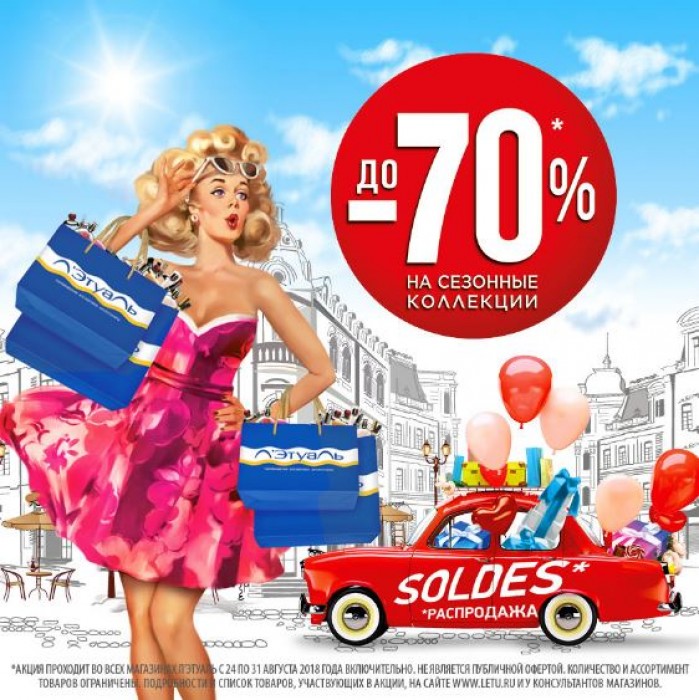 ДО
-70%*
НА СЕЗОННЫЕ
КОЛЛЕКЦИИ
Л'ЭТУАЛЬ
Л'ЭТУАЛЬ
SOLDES*
*РАСПРОДАЖА
*АКЦИЯ ПРОХОДИТ ВО ВСЕХ МАГАЗИНАХ Л'ЭТУАЛЬ С 24 ПО 31 АВГУСТА 2018 ГОДА ВКЛЮЧИТЕЛЬНО. НЕ ЯВЛЯЕТСЯ ПУБЛИЧНОЙ ОФЕРТОЙ. КОЛИЧЕСТВО И АССОРТИМЕНТ
ТОВАРОВ ОГРАНИЧЕНЫ. ПОДРОБНОСТИ И СПИСОК ТОВАРОВ, УЧАСТВУЮЩИХ В АКЦИИ, НА САЙТЕ WWW.LETU.RU И У КОНСУЛЬТАНТОВ МАГАЗИНОВ.